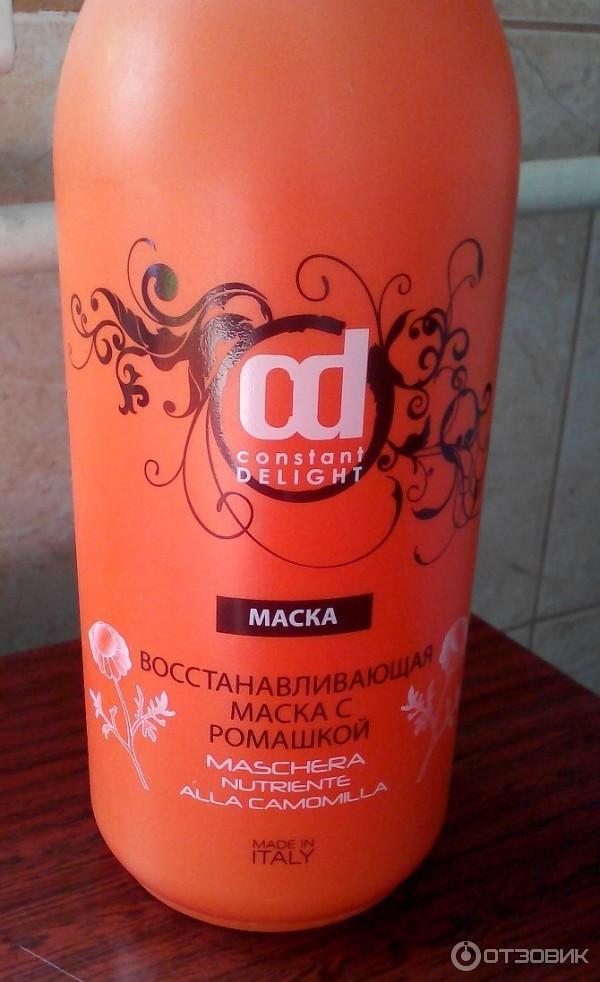 cd
constant
DELIGHT
МАСКА
ВОССТАНАВЛИВАЮЩАЯ
МАСКА С
РОМАШКОЙ
MASCHERA
NUTRIENTE
ALLA CAMOMILLA
MADE IN
ITALY
ОТЗОВИК